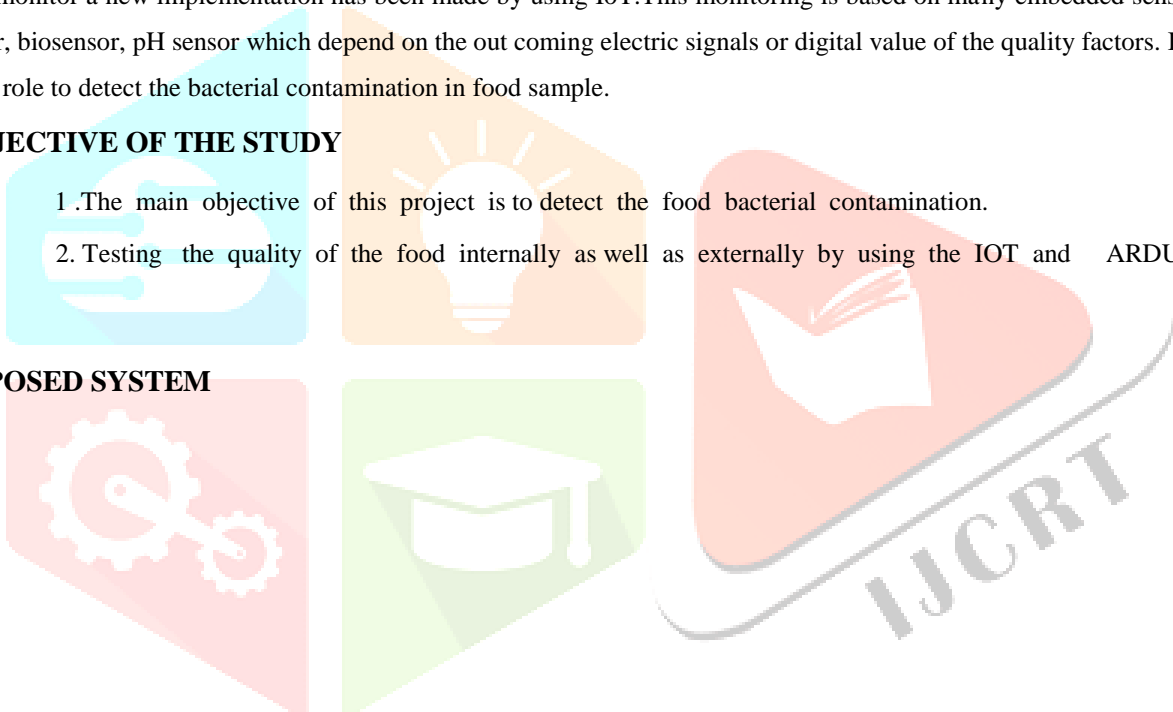 monitor a new implementation has been made by using IoT.This monitoring is based on many embedded
r, biosensor, pH sensor which depend on the out coming electric signals or digital value of the quality factors.
role to detect the bacterial contamination in food sample.
JECTIVE OF THE STUDY
1 .The main objective of this project is to detect the food bacterial contamination.
2. Testing the quality of the food internally as well as externally by using the IOT and ARDU
POSED SYSTEM
IJCRT